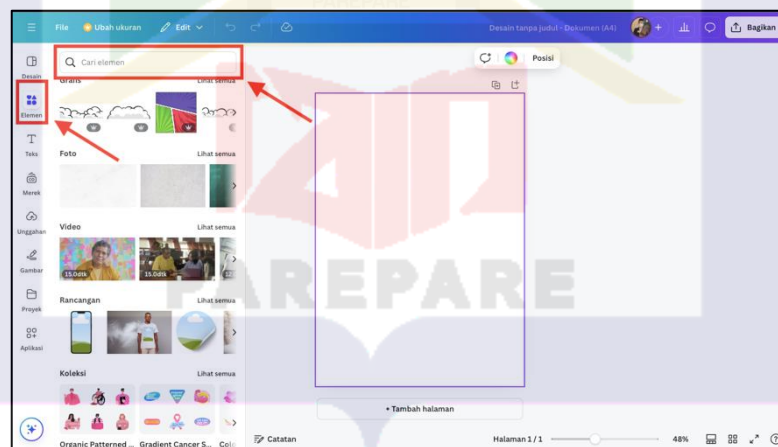 File
Ubah ukuran
Edit
Desain tanpa judul - Dokumen (A4)
Bagikan
Cari elemen
Posisi
Desain
Elemen
Teks
Merek
Unggahan
Gambar
Proyek
Aplikasi
Grafis
Lihat semua
Foto
Lihat semua
Video
Lihat semua
15.0dtk
15.0dtk
Rancangan
Lihat semua
Koleksi
Lihat semua
Organic Patterned ...
Gradient Cancer S...
+ Tambah halaman
Catatan
Halaman 1 / 1
48%
PAREPARE